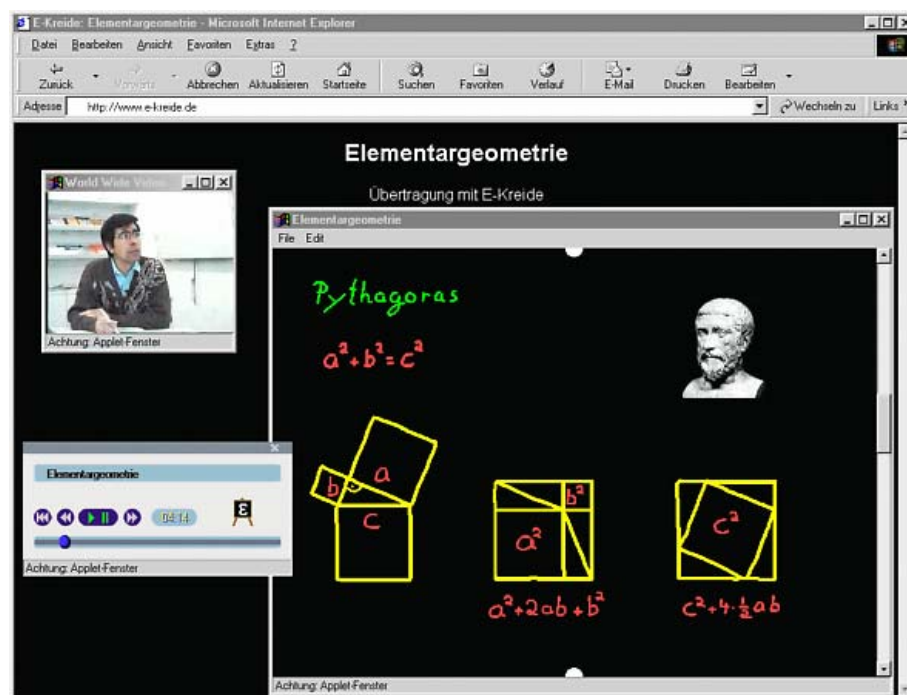 E-Kreide: Elementargeometrie - Microsoft Internet Explorer
Datei Bearbeiten Ansicht Favoriten Extras ?
Zurück Vorwärts Abbrechen Aktualisieren Startseite Suchen Favoriten Verlauf E-Mail Drucken Bearbeiten
Adresse http://www.e-kreide.de Wechseln zu Links
Elementargeometrie
Übertragung mit E-Kreide
World Wide Video
Achtung: Applet-Fenster
Elementargeometrie
File Edit
Pythagoras
a²+b²=c²
b a
c
a² b²
c²
a²+2ab+b²
c²+4·½ab
Achtung: Applet-Fenster
Elementargeometrie
04:14
ε
Achtung: Applet-Fenster